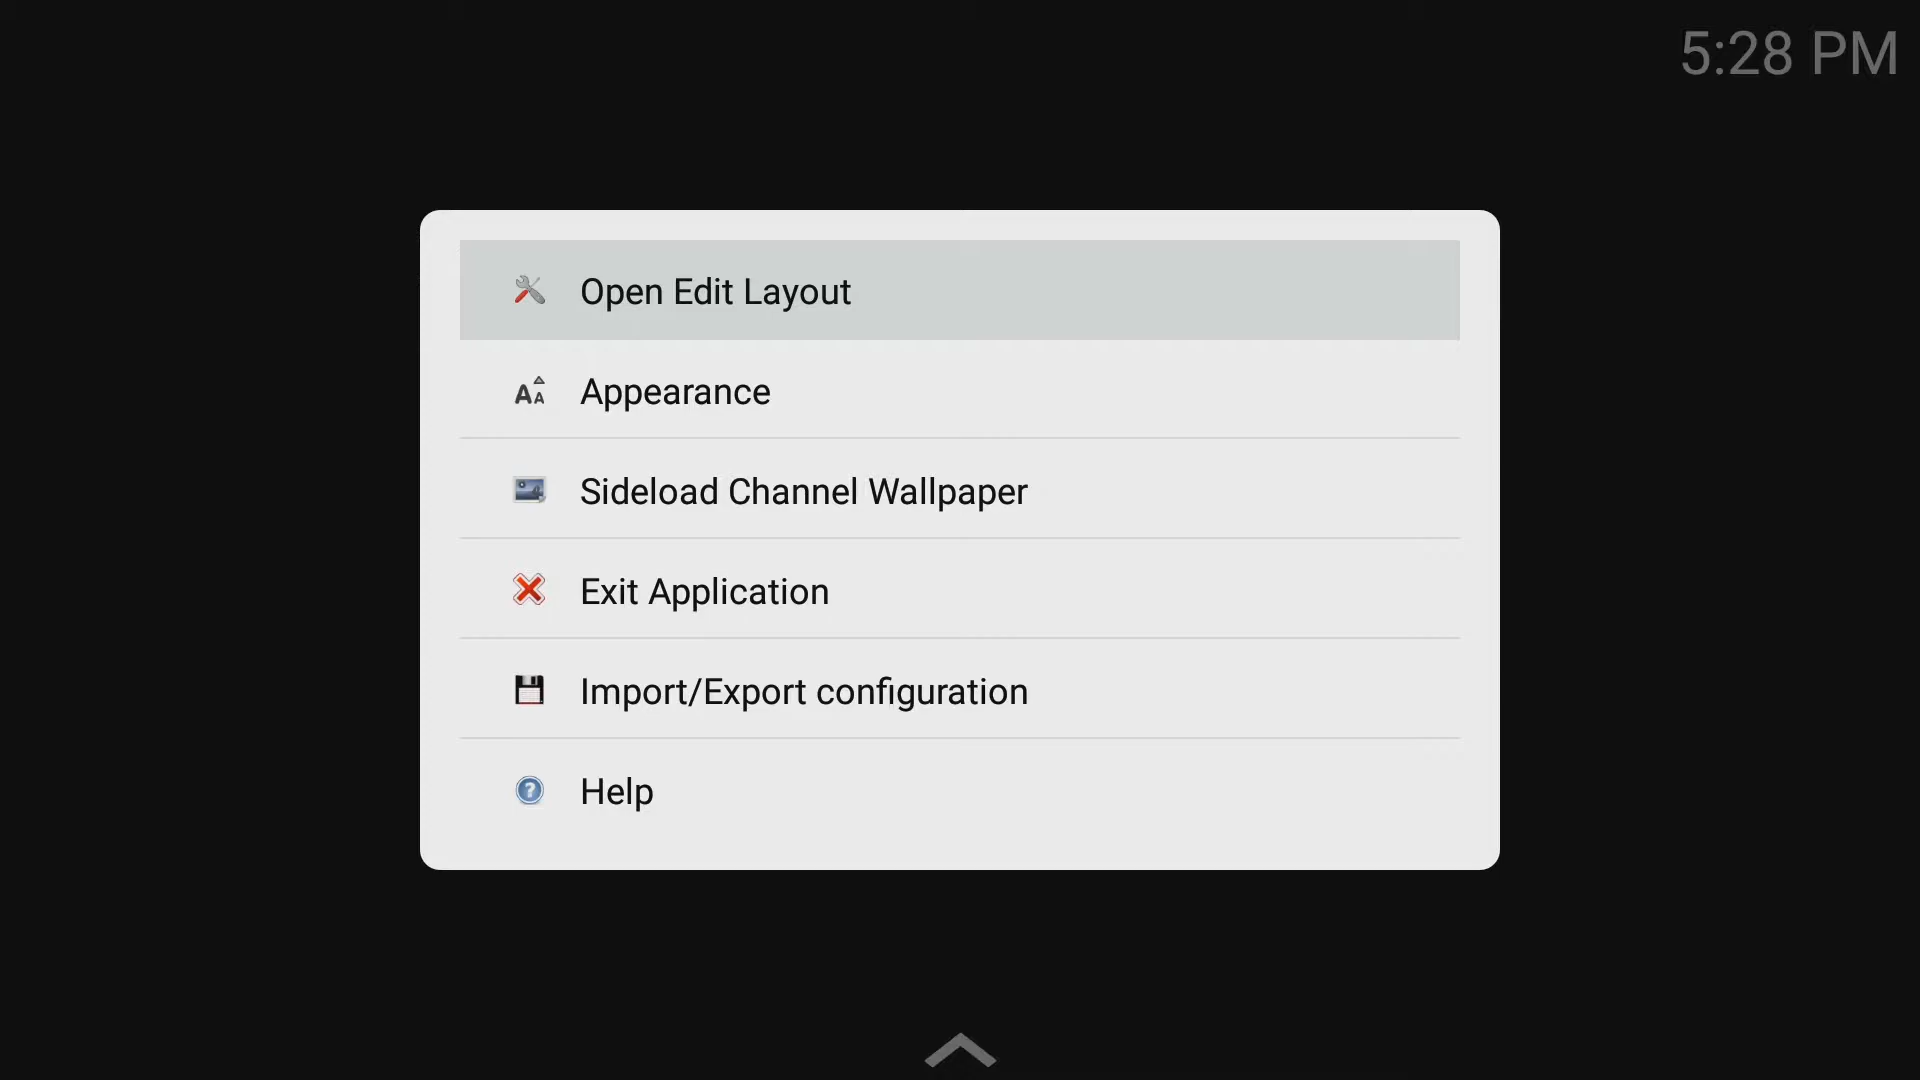 5:28 PM
Open Edit Layout
Appearance
Sideload Channel Wallpaper
Exit Application
Import/Export configuration
Help